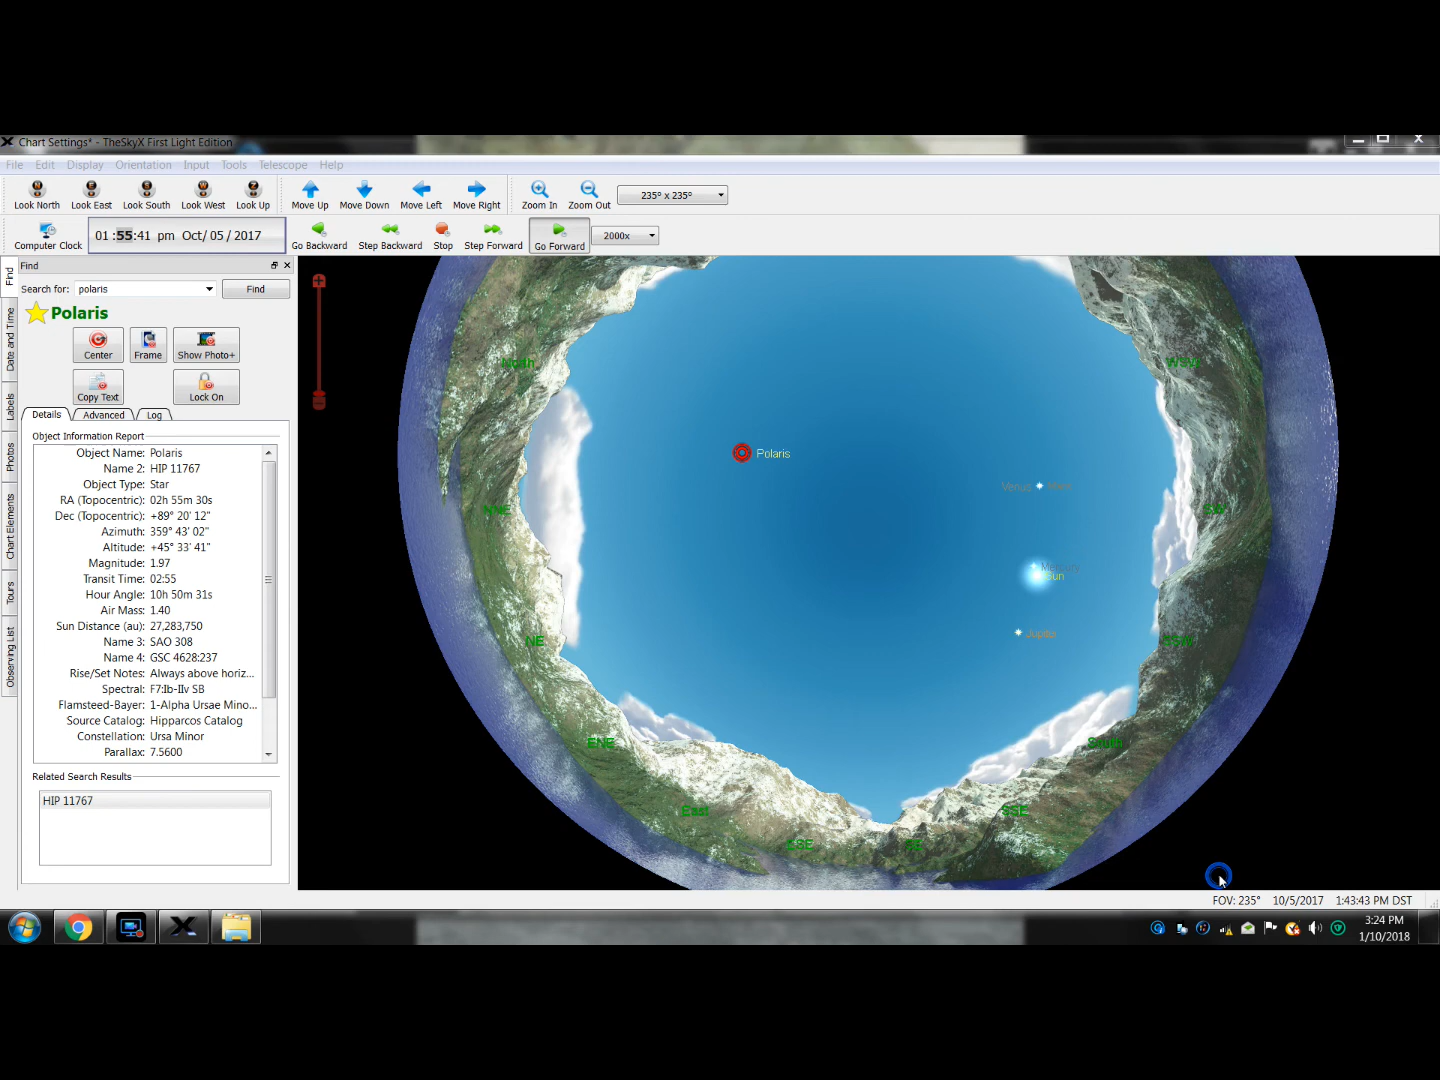 Chart Settings* - TheSkyX First Light Edition
File Edit Display Orientation Input Tools Telescope Help
Look North Look East Look South Look West Look Up Move Up Move Down Move Left Move Right Zoom In Zoom Out 235° x 235°
Computer Clock 01 :55:41 pm Oct/ 05 / 2017 Go Backward Step Backward Stop Step Forward Go Forward 2000x
Find
Search for: polaris Find
Polaris
Center Frame Show Photo+
Copy Text Lock On
Details Advanced Log
Object Information Report
Object Name: Polaris
Name 2: HIP 11767
Object Type: Star
RA (Topocentric): 02h 55m 30s
Dec (Topocentric): +89° 20' 12"
Azimuth: 359° 43' 02"
Altitude: +45° 33' 41"
Magnitude: 1.97
Transit Time: 02:55
Hour Angle: 10h 50m 31s
Air Mass: 1.40
Sun Distance (au): 27,283,750
Name 3: SAO 308
Name 4: GSC 4628:237
Rise/Set Notes: Always above horiz...
Spectral: F7:Ib-IIv SB
Flamsteed-Bayer: 1-Alpha Ursae Mino...
Source Catalog: Hipparcos Catalog
Constellation: Ursa Minor
Parallax: 7.5600
Related Search Results
HIP 11767
Find
Date and Time
Labels
Photos
Chart Elements
Tours
Observing List
North
WSW
Polaris
Venus
NNE
SW
Mercury
Sun
Jupiter
NE
SSW
ENE
South
East
SSE
ESE
SE
FOV: 235° 10/5/2017 1:43:43 PM DST
3:24 PM
1/10/2018